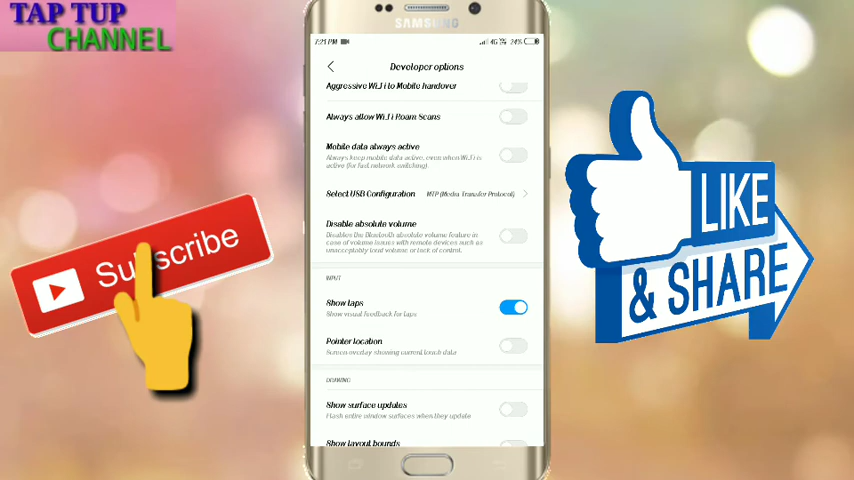 TAP TUP
CHANNEL
SAMSUNG
7:21 PM
4G 24%
Developer options
Aggressive Wi-Fi to Mobile handover
Always allow Wi-Fi Roam Scans
Mobile data always active
Always keep mobile data active, even when Wi-Fi is
active (for fast network switching).
Select USB Configuration MTP (Media Transfer Protocol)
Disable absolute volume
Disables the Bluetooth absolute volume feature in
case of volume issues with remote devices such as
unacceptably loud volume or lack of control.
INPUT
Show taps
Show visual feedback for taps
Pointer location
Screen overlay showing current touch data
DRAWING
Show surface updates
Flash entire window surfaces when they update
Show layout bounds
Subscribe
LIKE
& SHARE